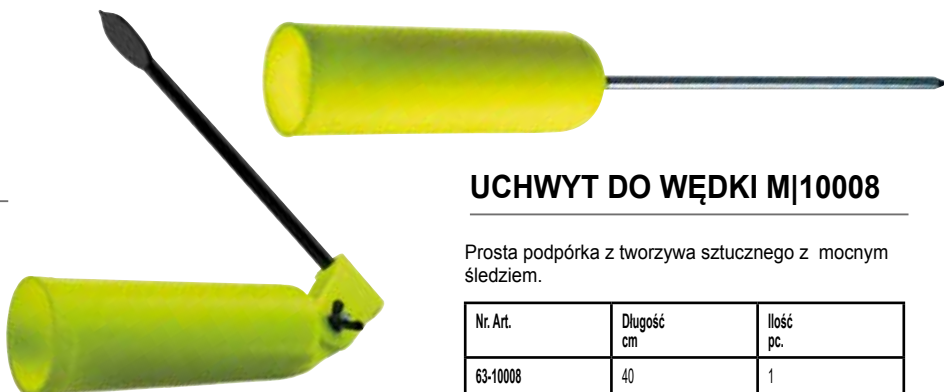 UCHWYT DO WĘDKI M|10008
Prosta podpórka z tworzywa sztucznego z mocnym
śledziem.
Nr. Art. Długość cm Ilość pc.
63-10008 40 1